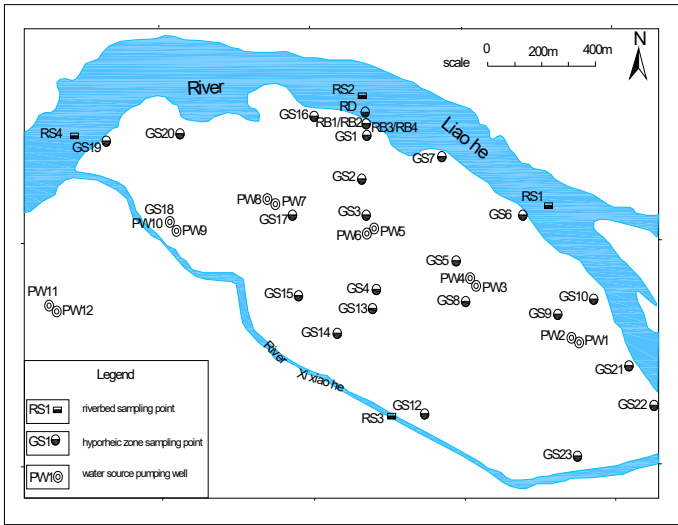 N
scale
0
200m
400m
River
Liao he
RS2
RD
GS16
RB1/RB2
RB3/RB4
GS1
RS4
GS19
GS20
GS7
GS2
RS1
PW8
PW7
GS17
GS3
GS6
GS18
PW10
PW9
PW6
PW5
GS5
PW4
PW3
GS4
GS15
GS13
GS8
GS10
GS9
PW11
PW12
GS14
PW2
PW1
River
Xi xiao he
GS21
GS12
RS3
GS22
GS23
Legend
RS1 riverbed sampling point
GS1 hyporheic zone sampling point
PW1 water source pumping well